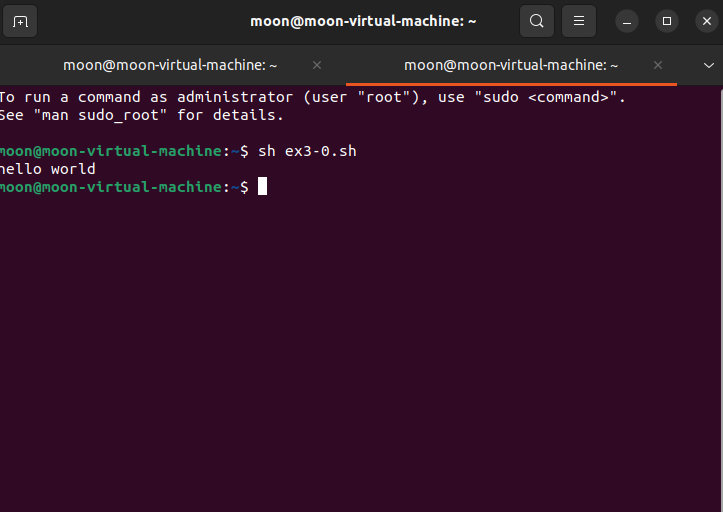 moon@moon-virtual-machine: ~
moon@moon-virtual-machine: ~
moon@moon-virtual-machine: ~
To run a command as administrator (user "root"), use "sudo <command>".
See "man sudo_root" for details.
moon@moon-virtual-machine:~$ sh ex3-0.sh
hello world
moon@moon-virtual-machine:~$